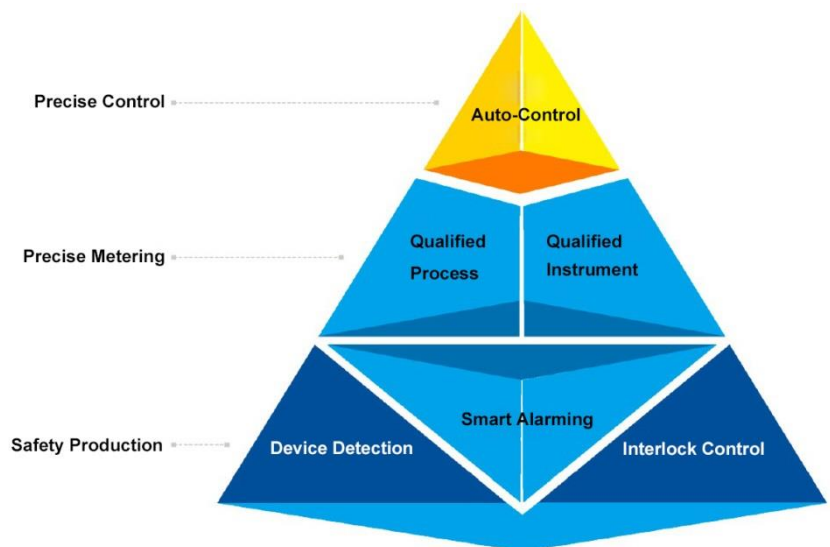 Precise Control
Auto-Control
Precise Metering
Qualified
Process
Qualified
Instrument
Safety Production
Device Detection
Smart Alarming
Interlock Control